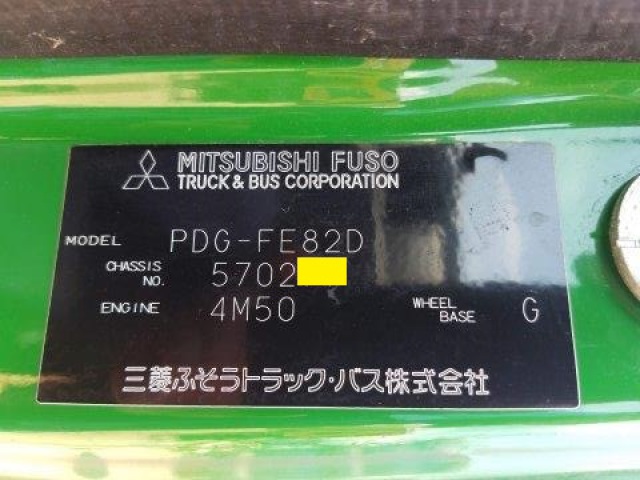 MITSUBISHI FUSO
TRUCK & BUS CORPORATION
MODEL PDG-FE82D
CHASSIS NO. 5702
ENGINE 4M50 WHEEL BASE G
三菱ふそうトラック・バス株式会社